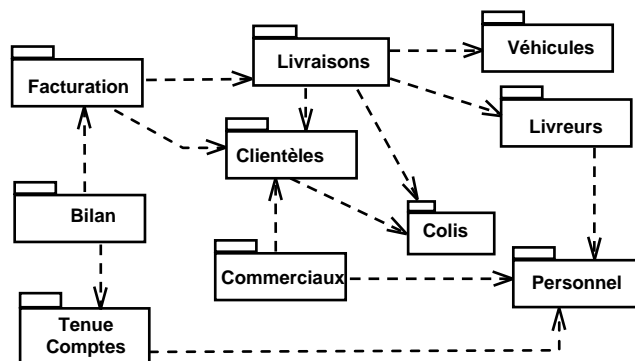 Livraisons
Véhicules
Facturation
Livreurs
Clientèles
Bilan
Colis
Commerciaux
Personnel
Tenue
Comptes